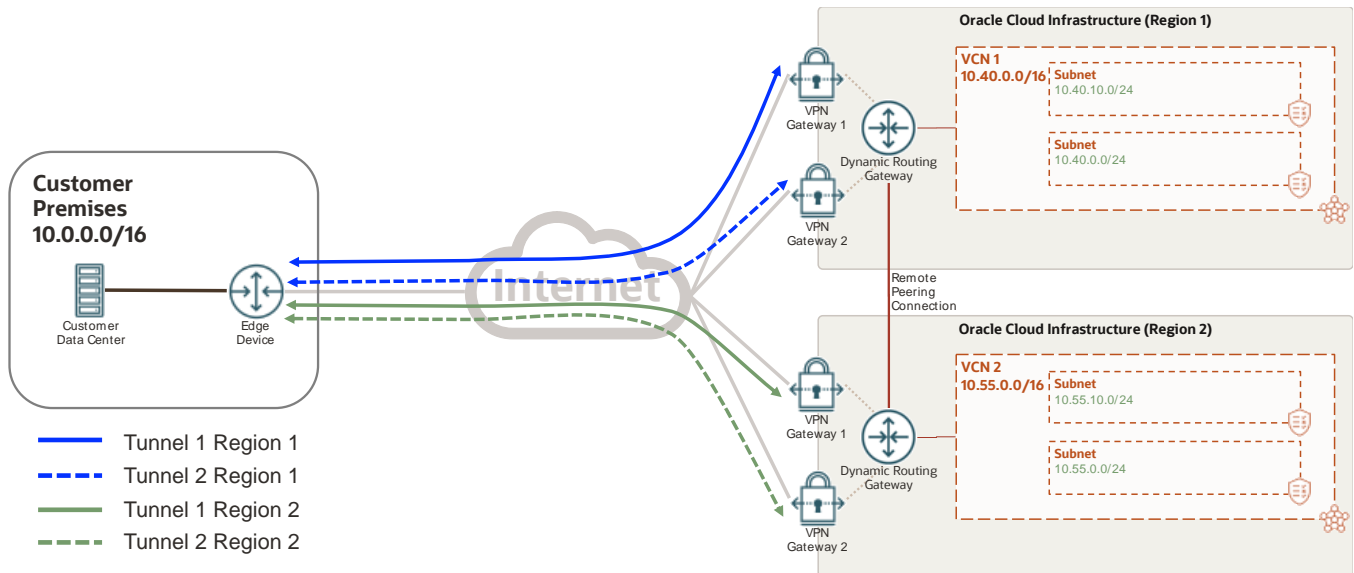 Oracle Cloud Infrastructure (Region 1)
VCN 1
10.40.0.0/16
Subnet
10.40.10.0/24
Subnet
10.40.0.0/24
VPN
Gateway 1
Dynamic Routing
Gateway
VPN
Gateway 2
Customer
Premises
10.0.0.0/16
Customer
Data Center
Edge
Device
Internet
Remote
Peering
Connection
Oracle Cloud Infrastructure (Region 2)
VCN 2
10.55.0.0/16
Subnet
10.55.10.0/24
Subnet
10.55.0.0/24
VPN
Gateway 1
Dynamic Routing
Gateway
VPN
Gateway 2
Tunnel 1 Region 1
Tunnel 2 Region 1
Tunnel 1 Region 2
Tunnel 2 Region 2